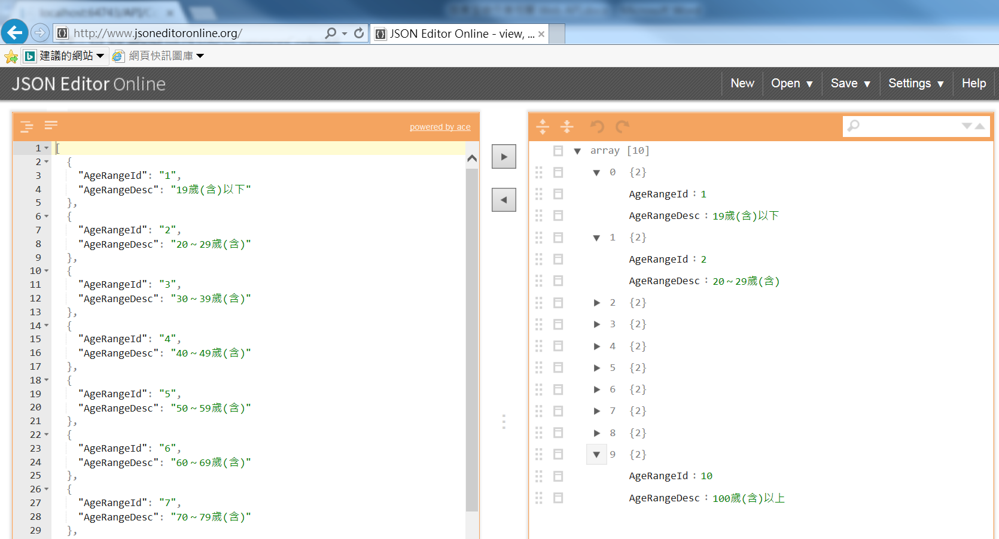 http://www.jsoneditoronline.org/
JSON Editor Online - view, ...
建議的網站
網頁快訊圖庫
JSON Editor Online
New
Open
Save
Settings
Help
powered by ace
1 [
2 {
3 "AgeRangeId": "1",
4 "AgeRangeDesc": "19歲(含)以下"
5 },
6 {
7 "AgeRangeId": "2",
8 "AgeRangeDesc": "20～29歲(含)"
9 },
10 {
11 "AgeRangeId": "3",
12 "AgeRangeDesc": "30～39歲(含)"
13 },
14 {
15 "AgeRangeId": "4",
16 "AgeRangeDesc": "40～49歲(含)"
17 },
18 {
19 "AgeRangeId": "5",
20 "AgeRangeDesc": "50～59歲(含)"
21 },
22 {
23 "AgeRangeId": "6",
24 "AgeRangeDesc": "60～69歲(含)"
25 },
26 {
27 "AgeRangeId": "7",
28 "AgeRangeDesc": "70～79歲(含)"
29 },
array [10]
0 {2}
AgeRangeId : 1
AgeRangeDesc : 19歲(含)以下
1 {2}
AgeRangeId : 2
AgeRangeDesc : 20～29歲(含)
2 {2}
3 {2}
4 {2}
5 {2}
6 {2}
7 {2}
8 {2}
9 {2}
AgeRangeId : 10
AgeRangeDesc : 100歲(含)以上